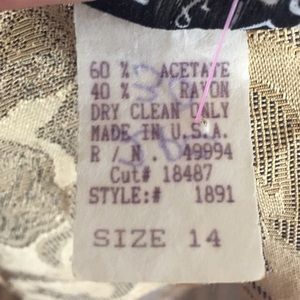 60 % ACETATE
40 % RAYON
DRY CLEAN ONLY
MADE IN U.S.A.
R / N . 49994
Cut# 18487
STYLE:# 1891
SIZE 14